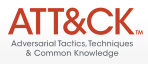 ATT&CK™
Adversarial Tactics, Techniques
& Common Knowledge